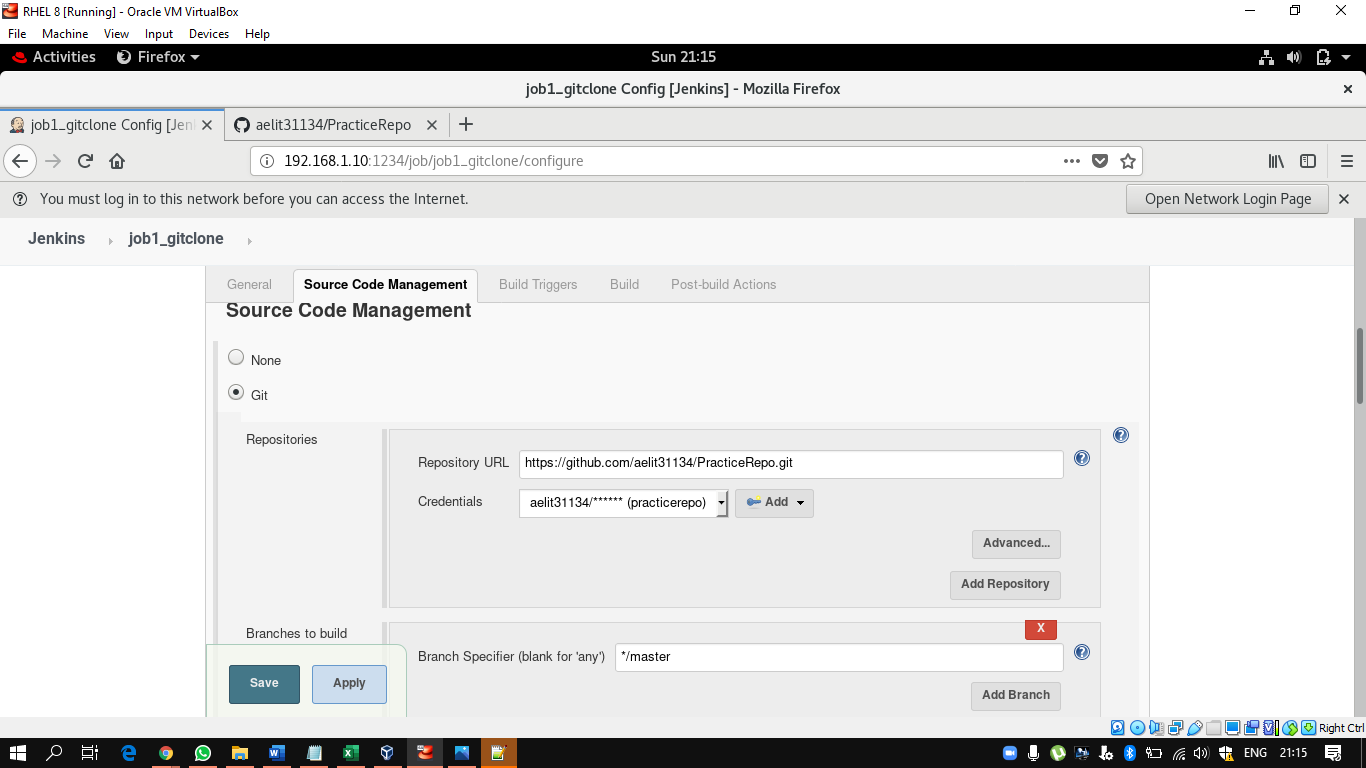 RHEL 8 [Running] - Oracle VM VirtualBox
File Machine View Input Devices Help
Activities Firefox Sun 21:15
job1_gitclone Config [Jenkins] - Mozilla Firefox
job1_gitclone Config [Jen
aelit31134/PracticeRepo
192.168.1.10:1234/job/job1_gitclone/configure
You must log in to this network before you can access the Internet. Open Network Login Page
Jenkins job1_gitclone
General Source Code Management Build Triggers Build Post-build Actions
Source Code Management
None
Git
Repositories
Repository URL https://github.com/aelit31134/PracticeRepo.git
Credentials aelit31134/****** (practicerepo) Add
Advanced...
Add Repository
X
Branches to build
Branch Specifier (blank for 'any') */master
Save Apply Add Branch
Right Ctrl
ENG 21:15